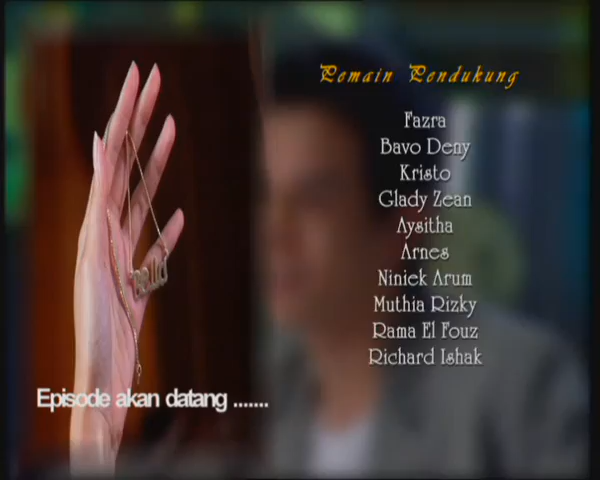 Pemain Pendukung
Fazra
Bavo Deny
Kristo
Glady Zean
Aysitha
Arnes
Niniek Arum
Muthia Rizky
Rama El Fouz
Richard Ishak
Episode akan datang .......